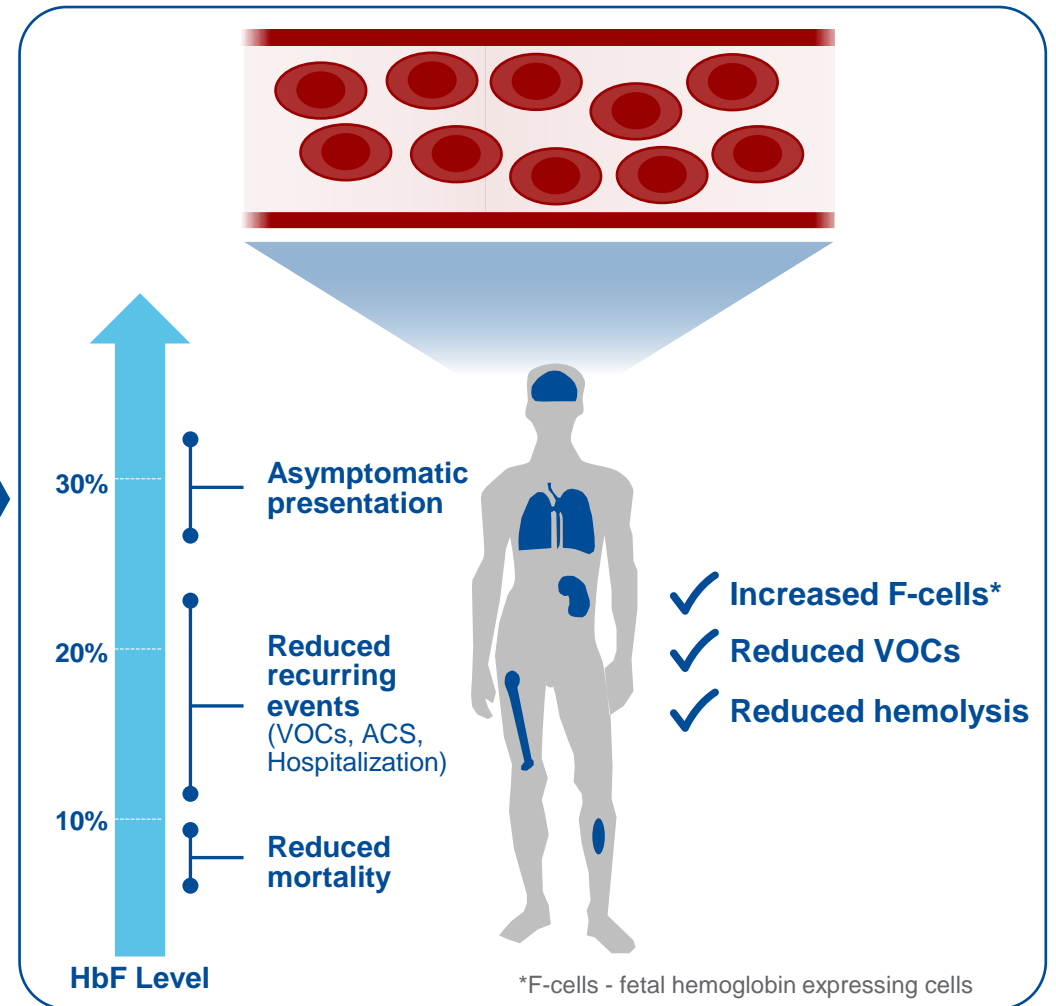 30%
Asymptomatic
presentation
20%
Reduced
recurring
events
(VOCs, ACS,
Hospitalization)
10%
Reduced
mortality
HbF Level
Increased F-cells*
Reduced VOCs
Reduced hemolysis
*F-cells - fetal hemoglobin expressing cells